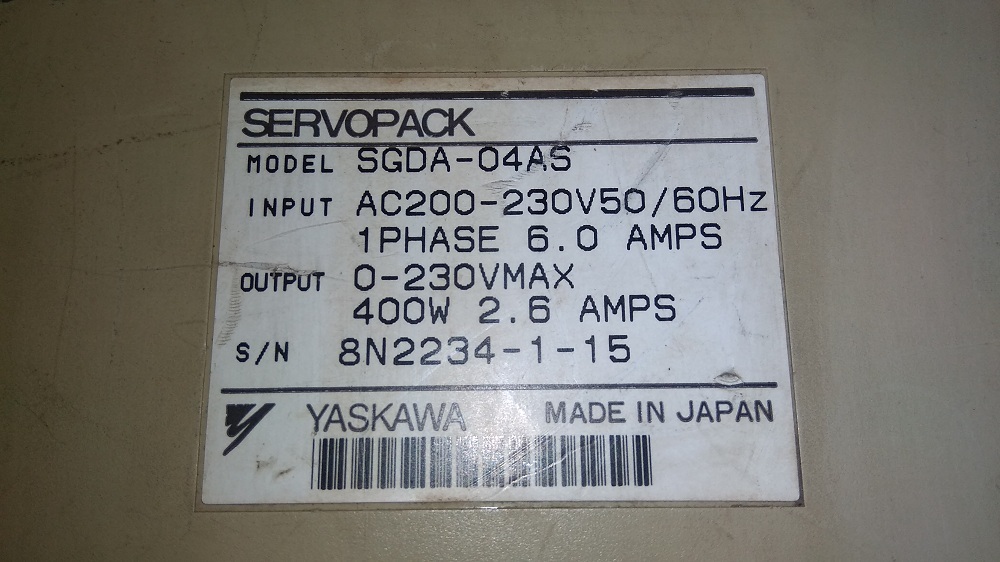 SERVOPACK
MODEL SGDA-04AS
INPUT AC200-230V50/60Hz
1PHASE 6.0 AMPS
OUTPUT 0-230VMAX
400W 2.6 AMPS
S/N 8N2234-1-15
YASKAWA MADE IN JAPAN